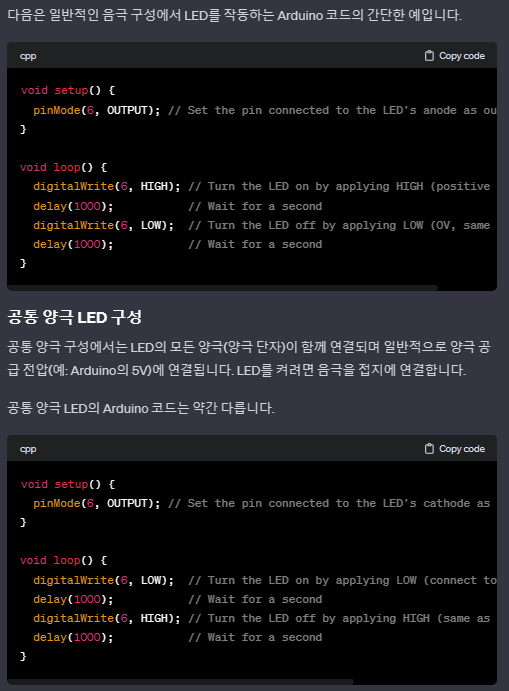 다음은 일반적인 음극 구성에서 LED를 작동하는 Arduino 코드의 간단한 예입니다.
cpp Copy code
void setup() {
  pinMode(6, OUTPUT); // Set the pin connected to the LED's anode as ou
}

void loop() {
  digitalWrite(6, HIGH); // Turn the LED on by applying HIGH (positive
  delay(1000);           // Wait for a second
  digitalWrite(6, LOW);  // Turn the LED off by applying LOW (0V, same
  delay(1000);           // Wait for a second
}
공통 양극 LED 구성
공통 양극 구성에서는 LED의 모든 양극(양극 단자)이 함께 연결되며 일반적으로 양극 공
급 전압(예: Arduino의 5V)에 연결됩니다. LED를 켜려면 음극을 접지에 연결합니다.
공통 양극 LED의 Arduino 코드는 약간 다릅니다.
cpp Copy code
void setup() {
  pinMode(6, OUTPUT); // Set the pin connected to the LED's cathode as
}

void loop() {
  digitalWrite(6, LOW);  // Turn the LED on by applying LOW (connect to
  delay(1000);           // Wait for a second
  digitalWrite(6, HIGH); // Turn the LED off by applying HIGH (same as
  delay(1000);           // Wait for a second
}